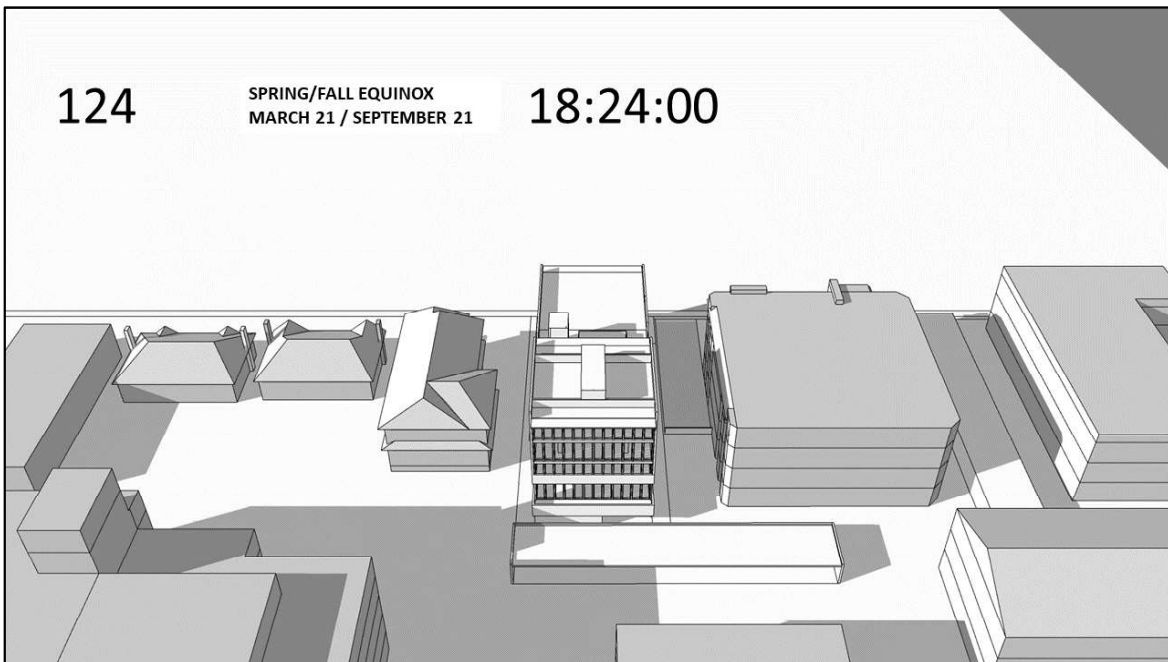 124
SPRING/FALL EQUINOX
MARCH 21 / SEPTEMBER 21
18:24:00